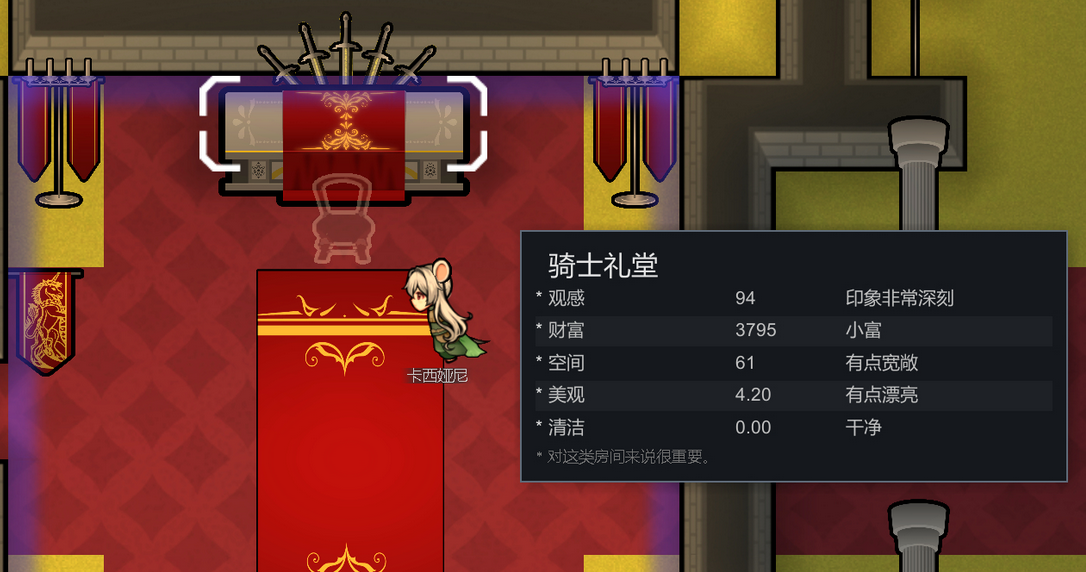 骑士礼堂
* 观感 94 印象非常深刻
* 财富 3795 小富
* 空间 61 有点宽敞
卡西娅尼
* 美观 4.20 有点漂亮
* 清洁 0.00 干净
* 对这类房间来说很重要。